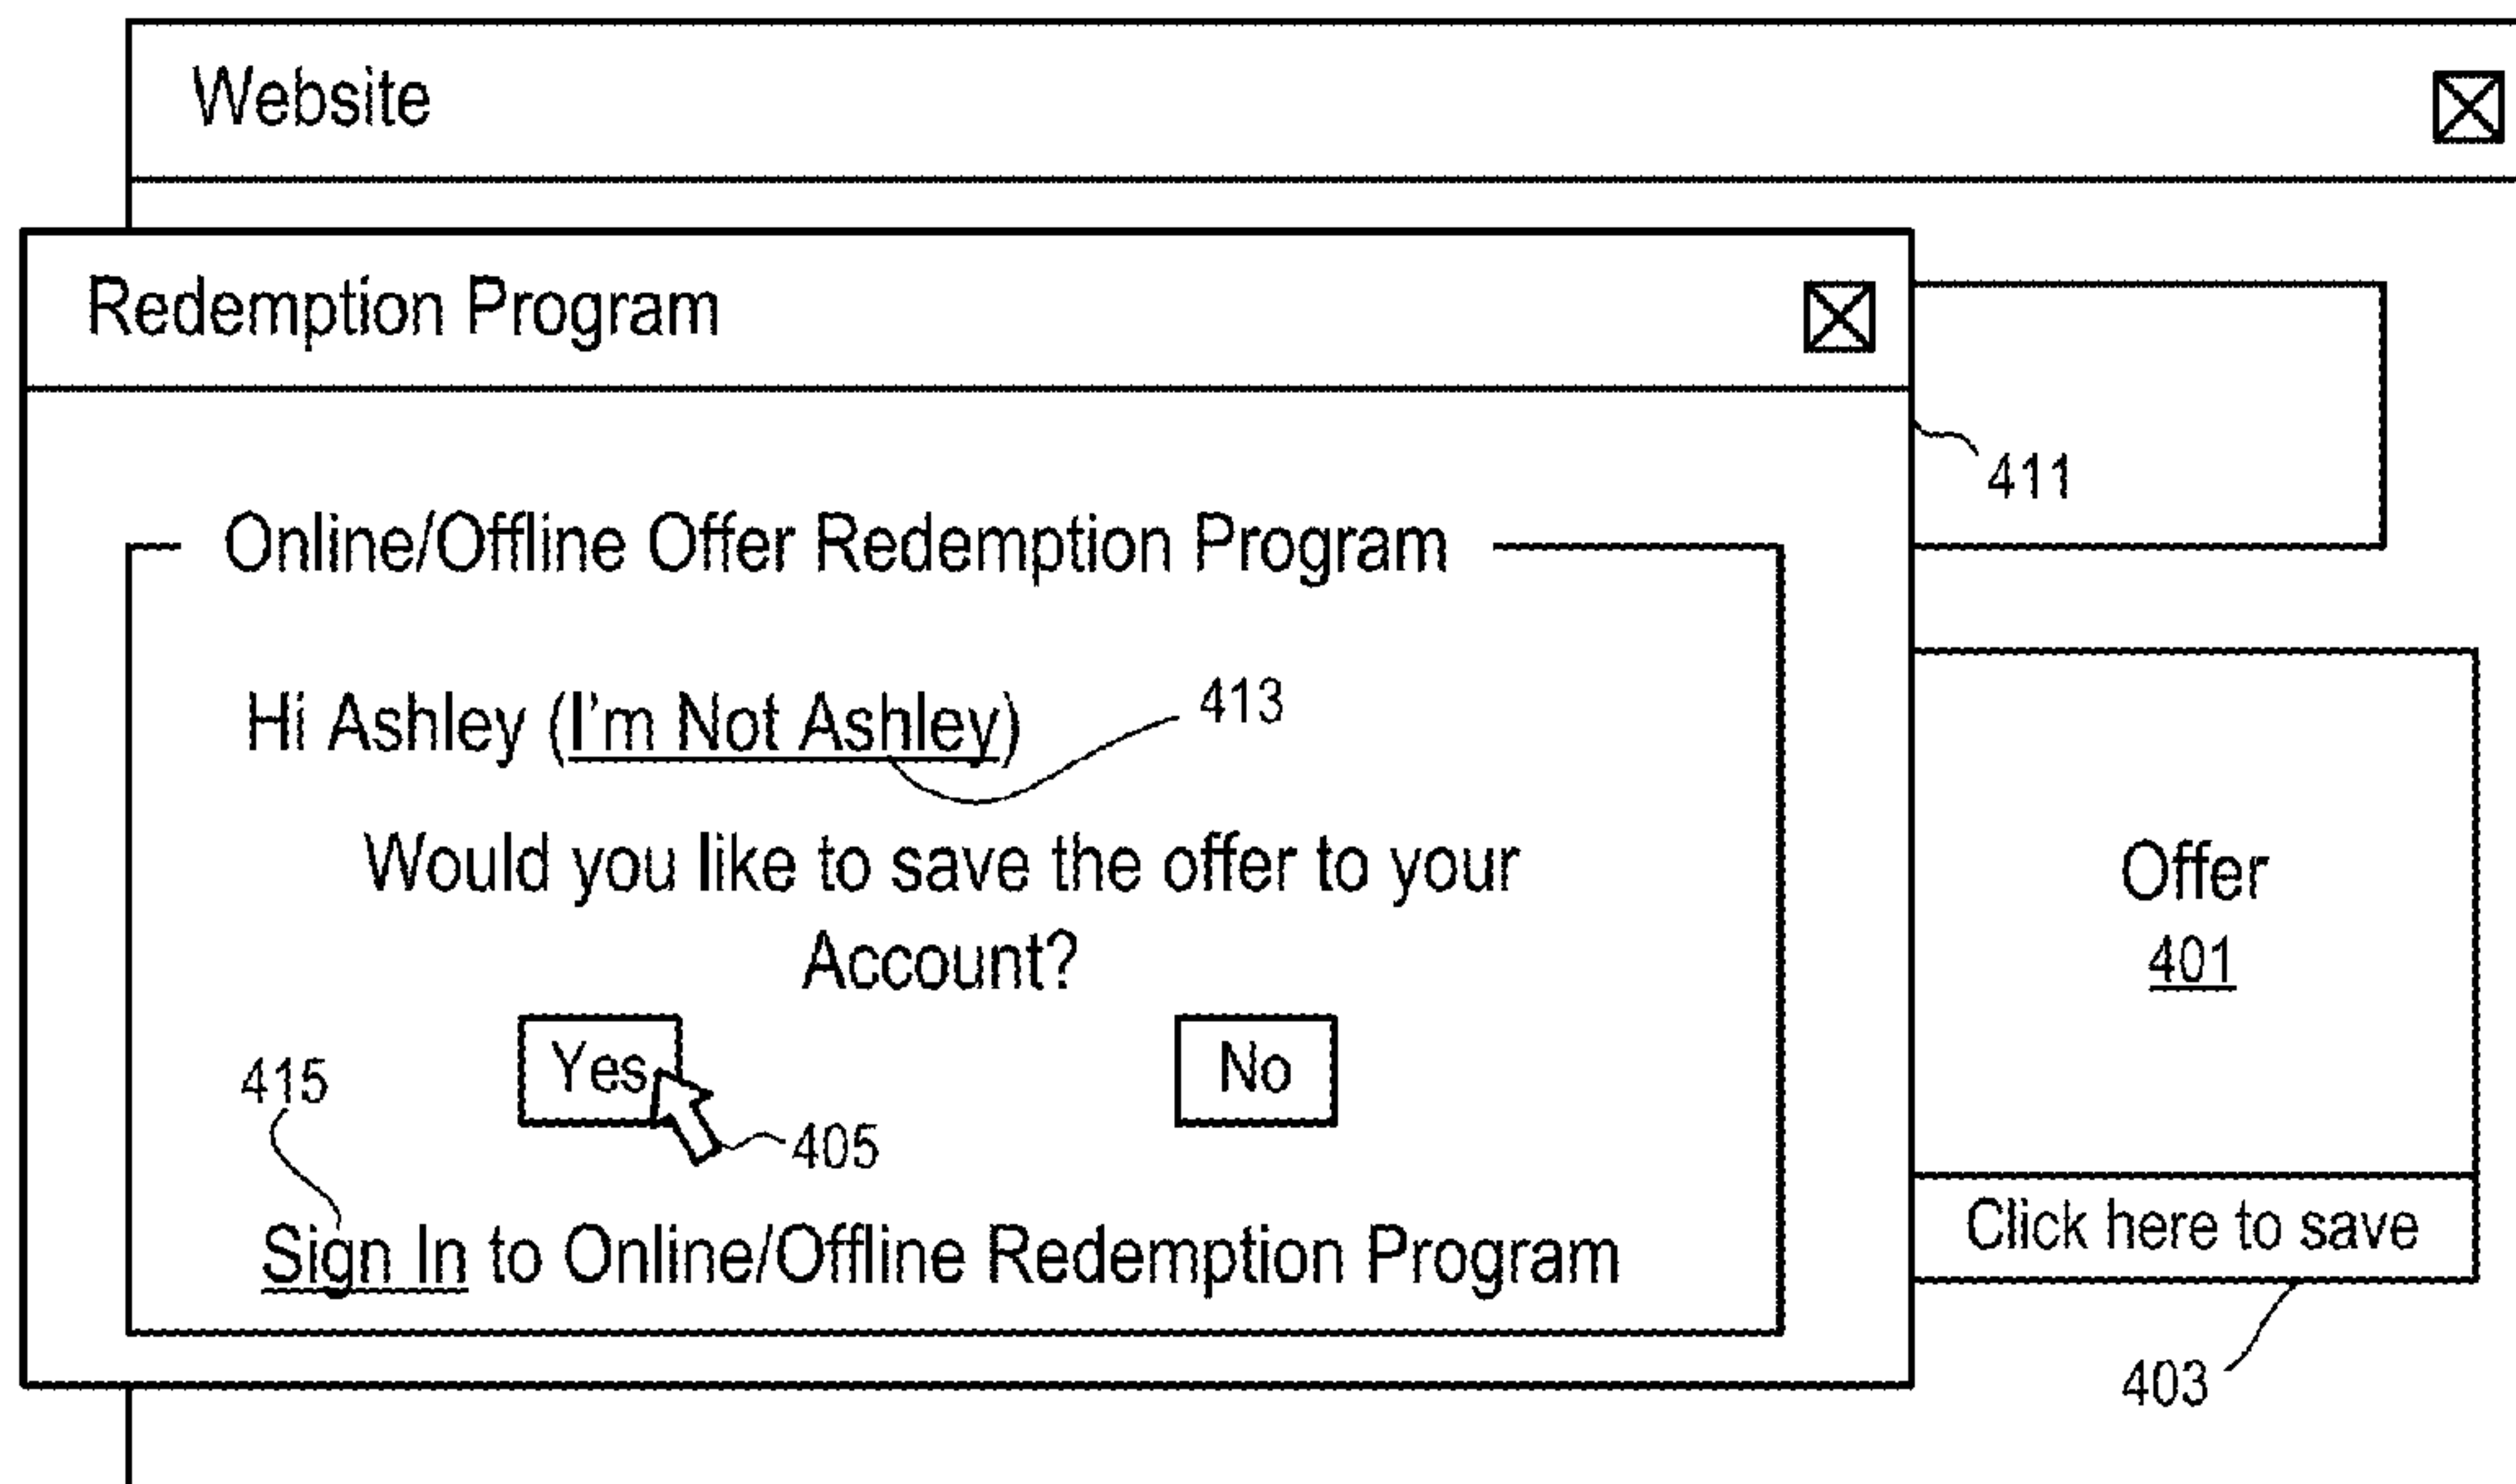 Website
Redemption Program
411
Online/Offline Offer Redemption Program
Hi Ashley (I'm Not Ashley)
413
Would you like to save the offer to your
Account?
Offer
401
Yes
No
415
405
Sign In to Online/Offline Redemption Program
Click here to save
403